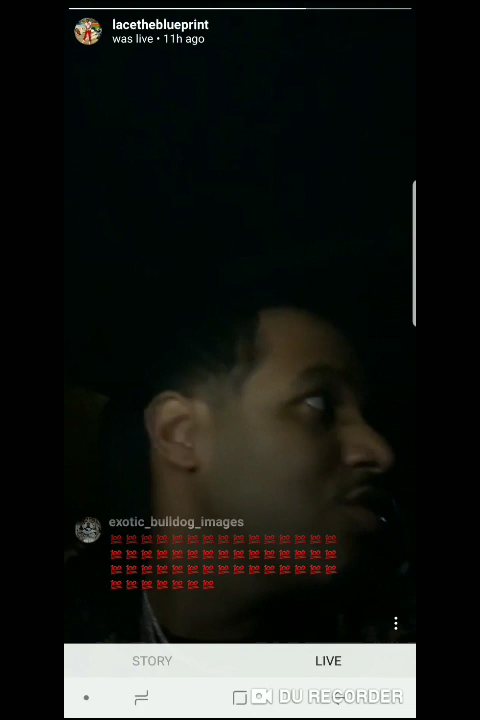 lacetheblueprint
was live • 11h ago
exotic_bulldog_images
💯💯💯💯💯💯💯💯💯💯💯💯💯💯💯
💯💯💯💯💯💯💯💯💯💯💯💯💯💯💯
💯💯💯💯💯💯💯💯💯💯💯💯💯💯💯
💯💯💯💯💯💯💯
STORY LIVE
DU RECORDER